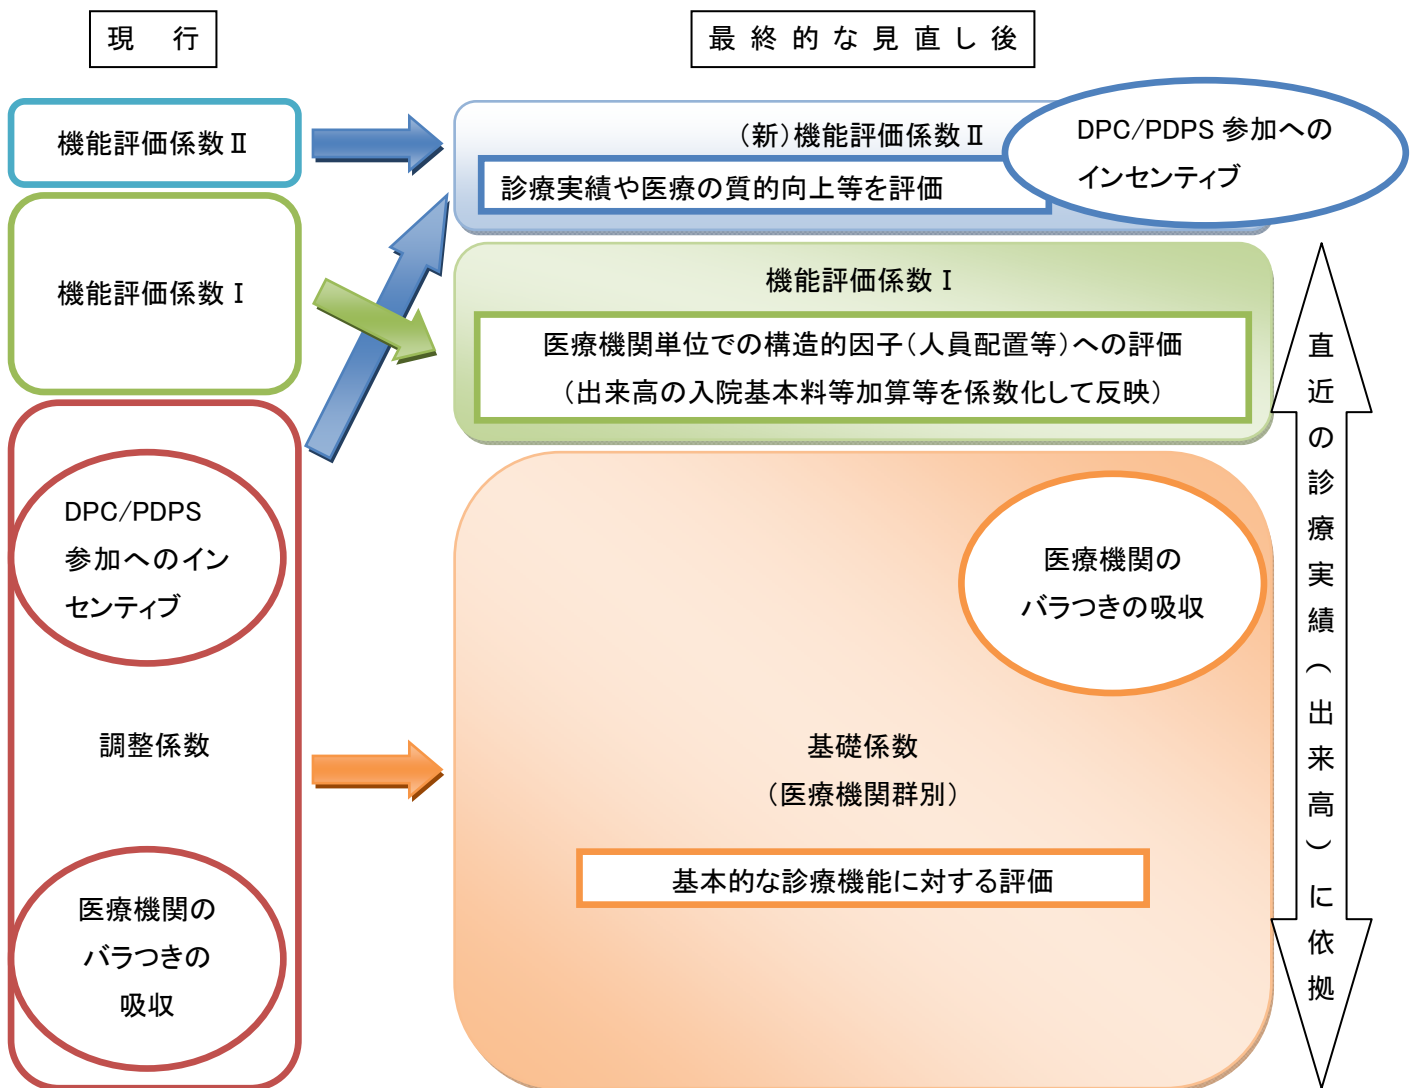 現　行
最終的な見直し後
機能評価係数Ⅱ
機能評価係数Ⅰ
DPC/PDPS
参加へのイン
センティブ
調整係数
医療機関の
バラつきの
吸収
（新）機能評価係数Ⅱ
診療実績や医療の質的向上等を評価
DPC/PDPS 参加への
インセンティブ
機能評価係数Ⅰ
医療機関単位での構造的因子（人員配置等）への評価
（出来高の入院基本料等加算等を係数化して反映）
医療機関の
バラつきの吸収
基礎係数
（医療機関群別）
基本的な診療機能に対する評価
直近の診療実績（出来高）に依拠